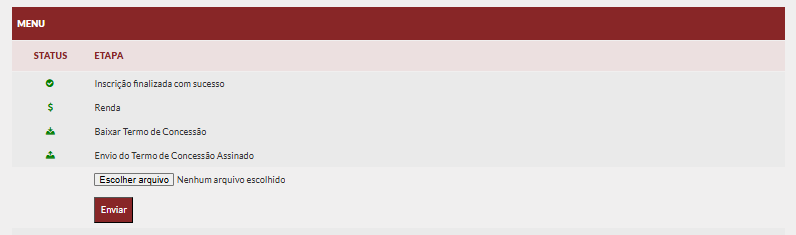 MENU
STATUS ETAPA
Inscrição finalizada com sucesso
$ Renda
Baixar Termo de Concessão
Envio do Termo de Concessão Assinado
Escolher arquivo Nenhum arquivo escolhido
Enviar